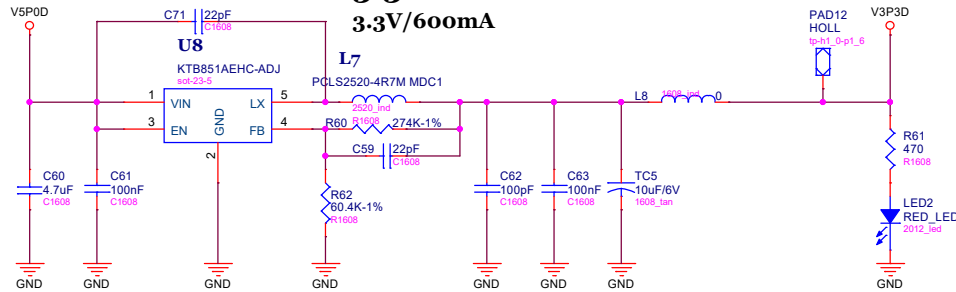 3.3V/600mA
V5P0D
C71
22pF
C1608
U8
KTB851AEHC-ADJ
sot-23-5
1
VIN
LX
5
3
EN
FB
4
GND
2
L7
PCLS2520-4R7M MDC1
2520_ind
R60
274K-1%
R1608
C59
22pF
C1608
L8
1608_ind
0
PAD12
HOLL
tp-h1_0-p1_6
V3P3D
C60
4.7uF
C1608
C61
100nF
C1608
R62
60.4K-1%
R1608
C62
100pF
C1608
C63
100nF
C1608
TC5
10uF/6V
1608_tan
R61
470
R1608
LED2
RED_LED
2012_led
GND
GND
GND
GND
GND
GND
GND
GND